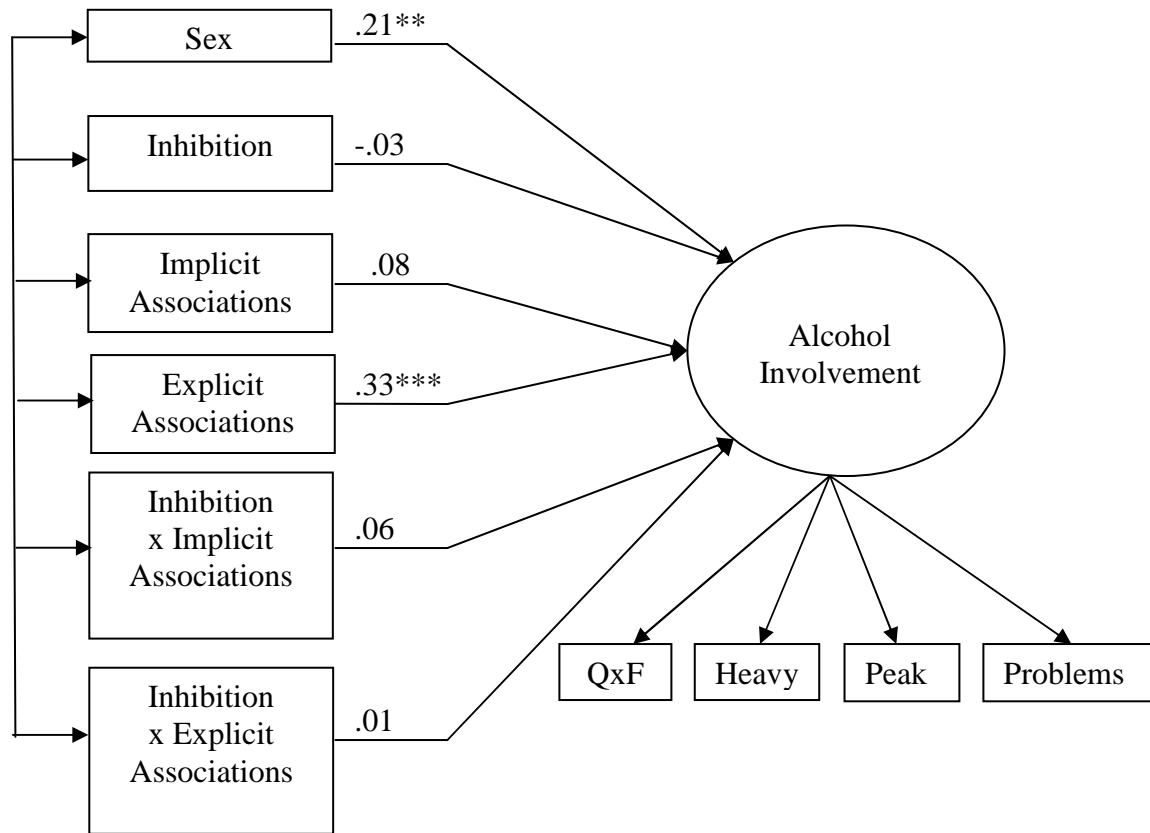 Sex
.21**
Inhibition
-.03
Implicit
Associations
.08
Explicit
Associations
.33***
Inhibition
x Implicit
Associations
.06
Inhibition
x Explicit
Associations
.01
Alcohol
Involvement
QxF
Heavy
Peak
Problems